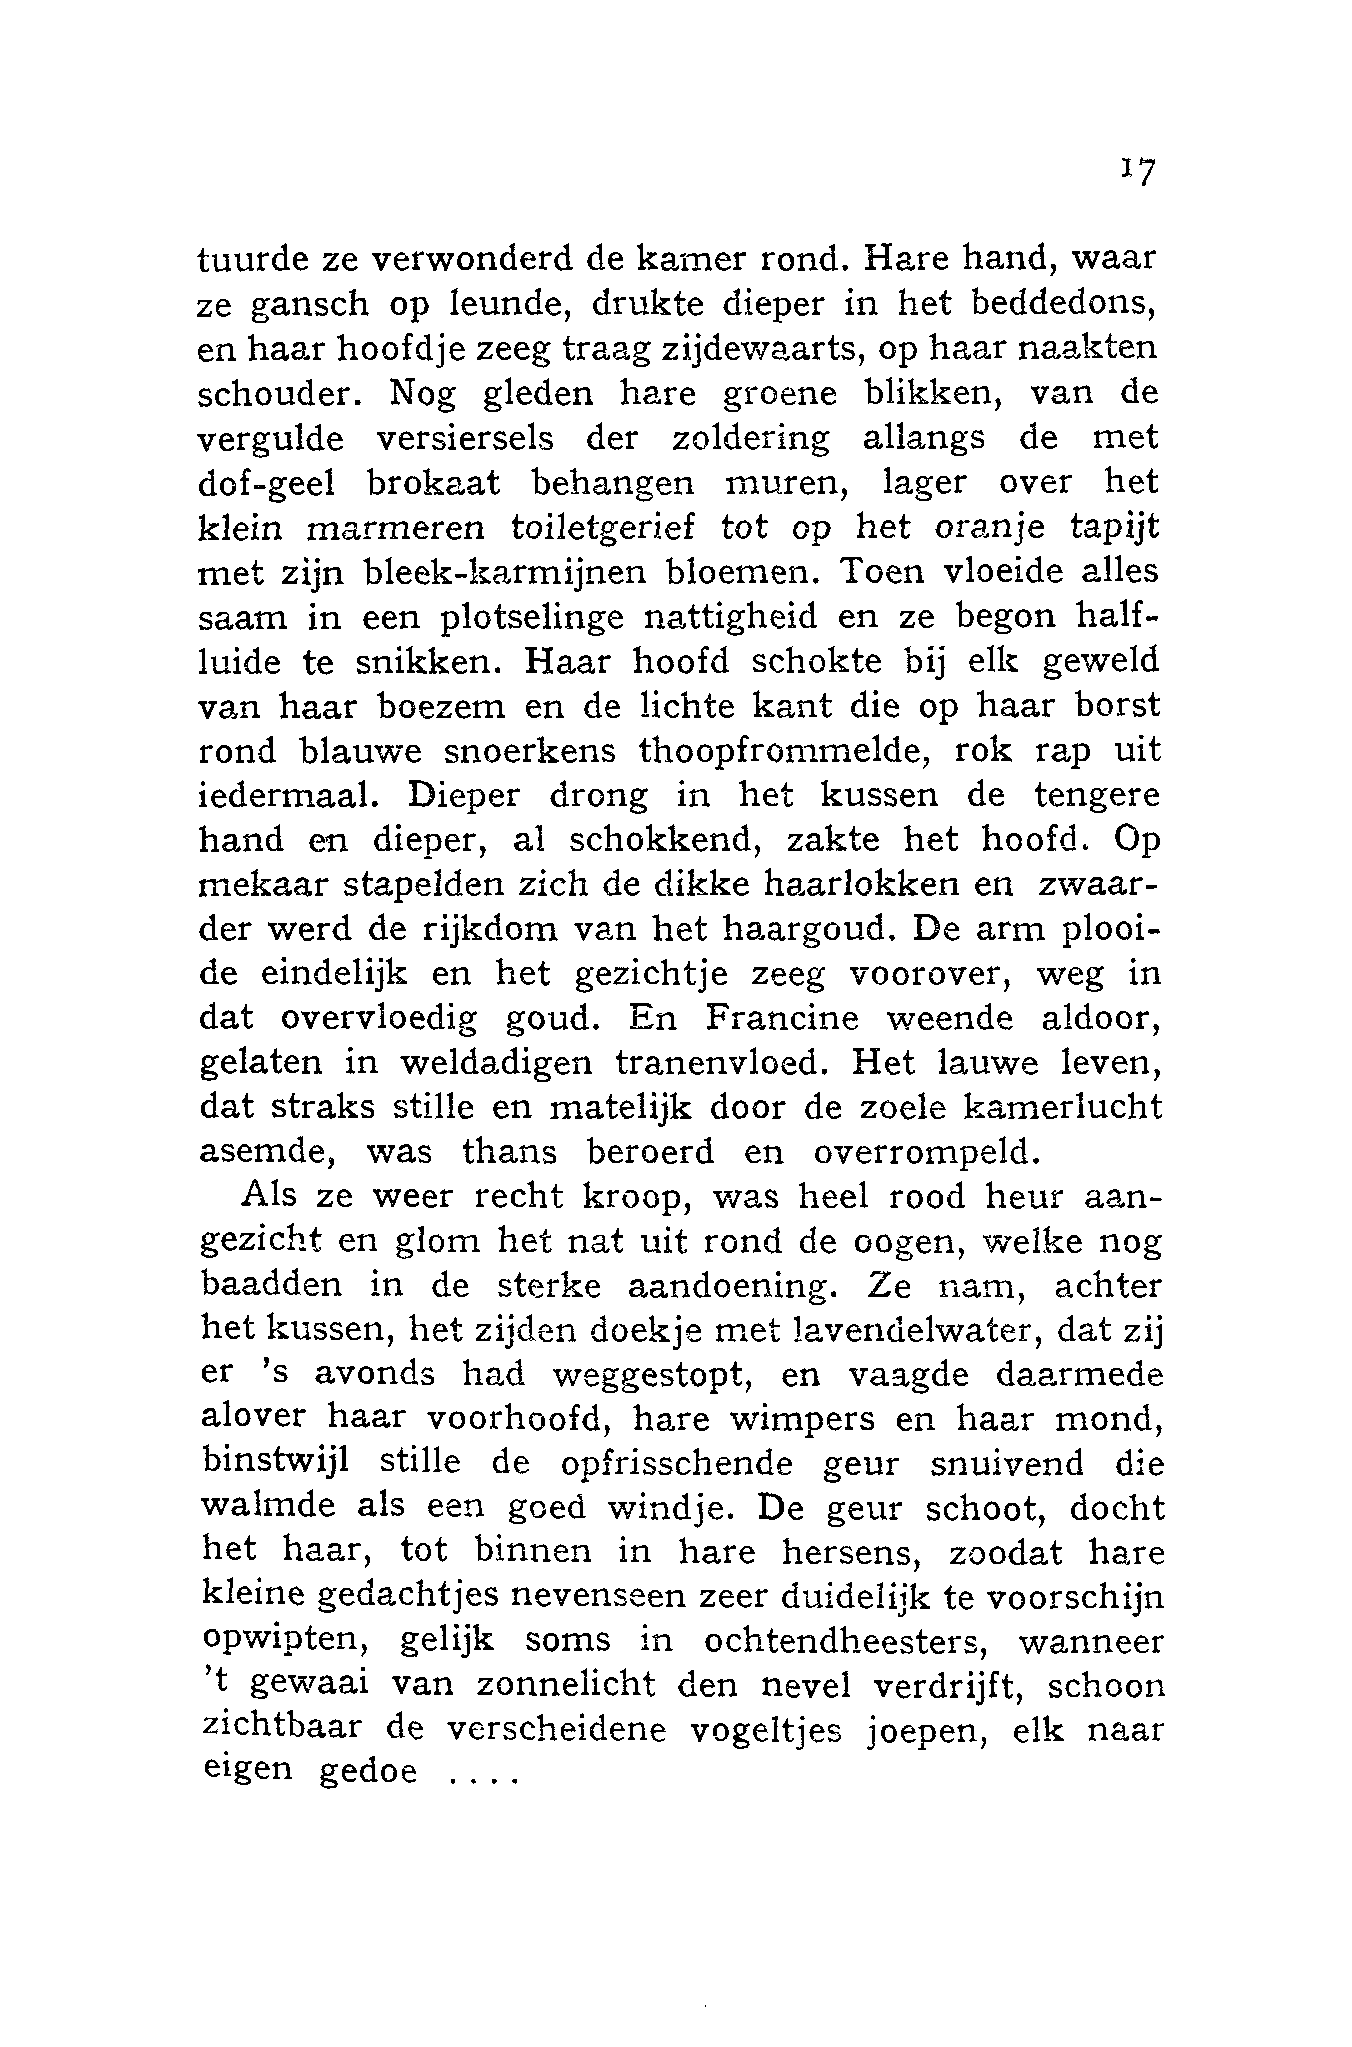 17
tuurde ze verwonderd de kamer rond. Hare hand, waar
ze gansch op leunde, drukte dieper in het beddedons,
en haar hoofdje zeeg traag zijdewaarts, op haar naakten
schouder. Nog gleden hare groene blikken, van de
vergulde versiersels der zoldering allangs de met
dof-geel brokaat behangen muren, lager over het
klein marmeren toiletgerief tot op het oranje tapijt
met zijn bleek-karmijnen bloemen. Toen vloeide alles
saam in een plotselinge nattigheid en ze begon half-
luide te snikken. Haar hoofd schokte bij elk geweld
van haar boezem en de lichte kant die op haar borst
rond blauwe snoerkens thoopfrommelde, rok rap uit
iedermaal. Dieper drong in het kussen de tengere
hand en dieper, al schokkend, zakte het hoofd. Op
mekaar stapelden zich de dikke haarlokken en zwaar-
der werd de rijkdom van het haargoud. De arm plooi-
de eindelijk en het gezichtje zeeg voorover, weg in
dat overvloedig goud. En Francine weende aldoor,
gelaten in weldadigen tranenvloed. Het lauwe leven,
dat straks stille en matelijk door de zoele kamerlucht
asemde, was thans beroerd en overrompeld.
Als ze weer recht kroop, was heel rood heur aan-
gezicht en glom het nat uit rond de oogen, welke nog
baadden in de sterke aandoening. Ze nam, achter
het kussen, het zijden doekje met lavendelwater, dat zij
er 's avonds had weggestopt, en vaagde daarmede
alover haar voorhoofd, hare wimpers en haar mond,
binstwijl stille de opfrisschende geur snuivend die
walmde als een goed windje. De geur schoot, docht
het haar, tot binnen in hare hersens, zoodat hare
kleine gedachtjes nevenseen zeer duidelijk te voorschijn
opwipten, gelijk soms in ochtendheesters, wanneer
't gewaai van zonnelicht den nevel verdrijft, schoon
zichtbaar de verscheidene vogeltjes joepen, elk naar
eigen gedoe ....